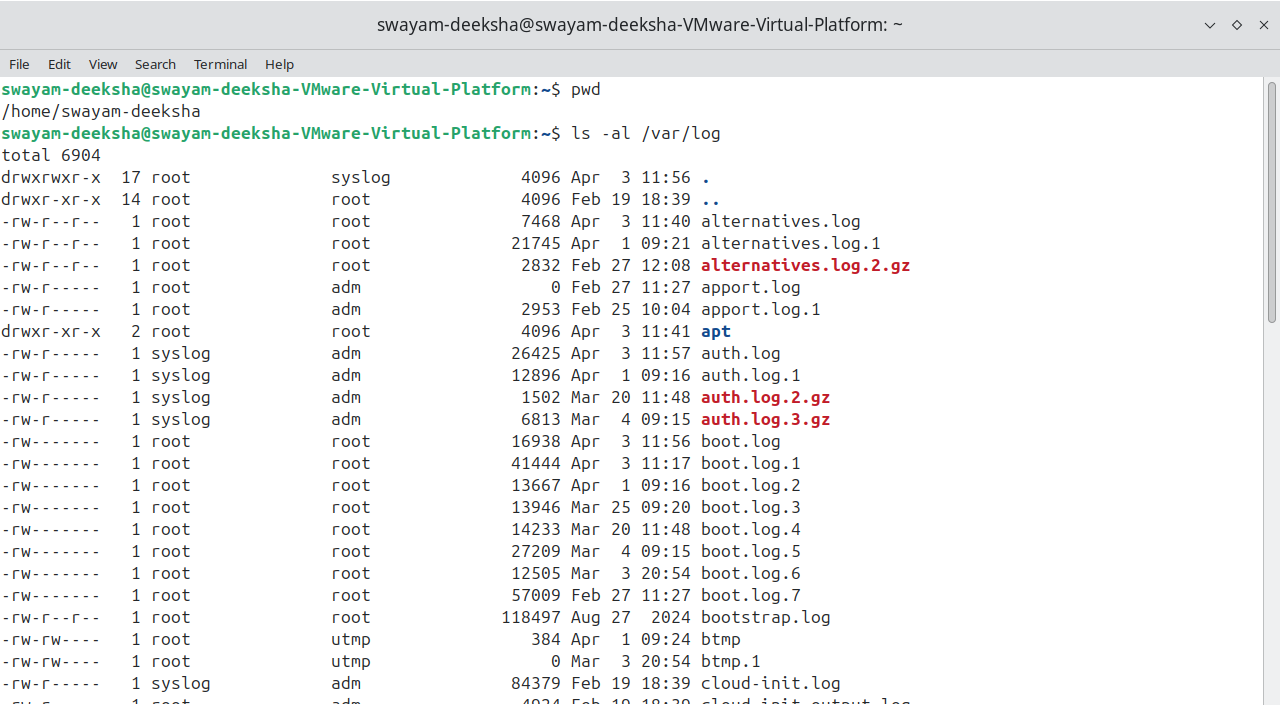 swayam-deeksha@swayam-deeksha-VMware-Virtual-Platform: ~
File Edit View Search Terminal Help
swayam-deeksha@swayam-deeksha-VMware-Virtual-Platform:~$ pwd
/home/swayam-deeksha
swayam-deeksha@swayam-deeksha-VMware-Virtual-Platform:~$ ls -al /var/log
total 6904
drwxrwxr-x  17 root              syslog             4096 Apr  3 11:56 .
drwxr-xr-x  14 root              root               4096 Feb 19 18:39 ..
-rw-r--r--   1 root              root               7468 Apr  3 11:40 alternatives.log
-rw-r--r--   1 root              root              21745 Apr  1 09:21 alternatives.log.1
-rw-r--r--   1 root              root               2832 Feb 27 12:08 alternatives.log.2.gz
-rw-r-----   1 root              adm                   0 Feb 27 11:27 apport.log
-rw-r-----   1 root              adm                2953 Feb 25 10:04 apport.log.1
drwxr-xr-x   2 root              root               4096 Apr  3 11:41 apt
-rw-r-----   1 syslog            adm               26425 Apr  3 11:57 auth.log
-rw-r-----   1 syslog            adm               12896 Apr  1 09:16 auth.log.1
-rw-r-----   1 syslog            adm                1502 Mar 20 11:48 auth.log.2.gz
-rw-r-----   1 syslog            adm                6813 Mar  4 09:15 auth.log.3.gz
-rw-------   1 root              root              16938 Apr  3 11:56 boot.log
-rw-------   1 root              root              41444 Apr  3 11:17 boot.log.1
-rw-------   1 root              root              13667 Apr  1 09:16 boot.log.2
-rw-------   1 root              root              13946 Mar 25 09:20 boot.log.3
-rw-------   1 root              root              14233 Mar 20 11:48 boot.log.4
-rw-------   1 root              root              27209 Mar  4 09:15 boot.log.5
-rw-------   1 root              root              12505 Mar  3 20:54 boot.log.6
-rw-------   1 root              root              57009 Feb 27 11:27 boot.log.7
-rw-r--r--   1 root              root             118497 Aug 27  2024 bootstrap.log
-rw-rw----   1 root              utmp                384 Apr  1 09:24 btmp
-rw-rw----   1 root              utmp                  0 Mar  3 20:54 btmp.1
-rw-r-----   1 syslog            adm               84379 Feb 19 18:39 cloud-init.log
-rw-r-----   1 root              adm                4924 Feb 19 18:39 cloud-init-output.log